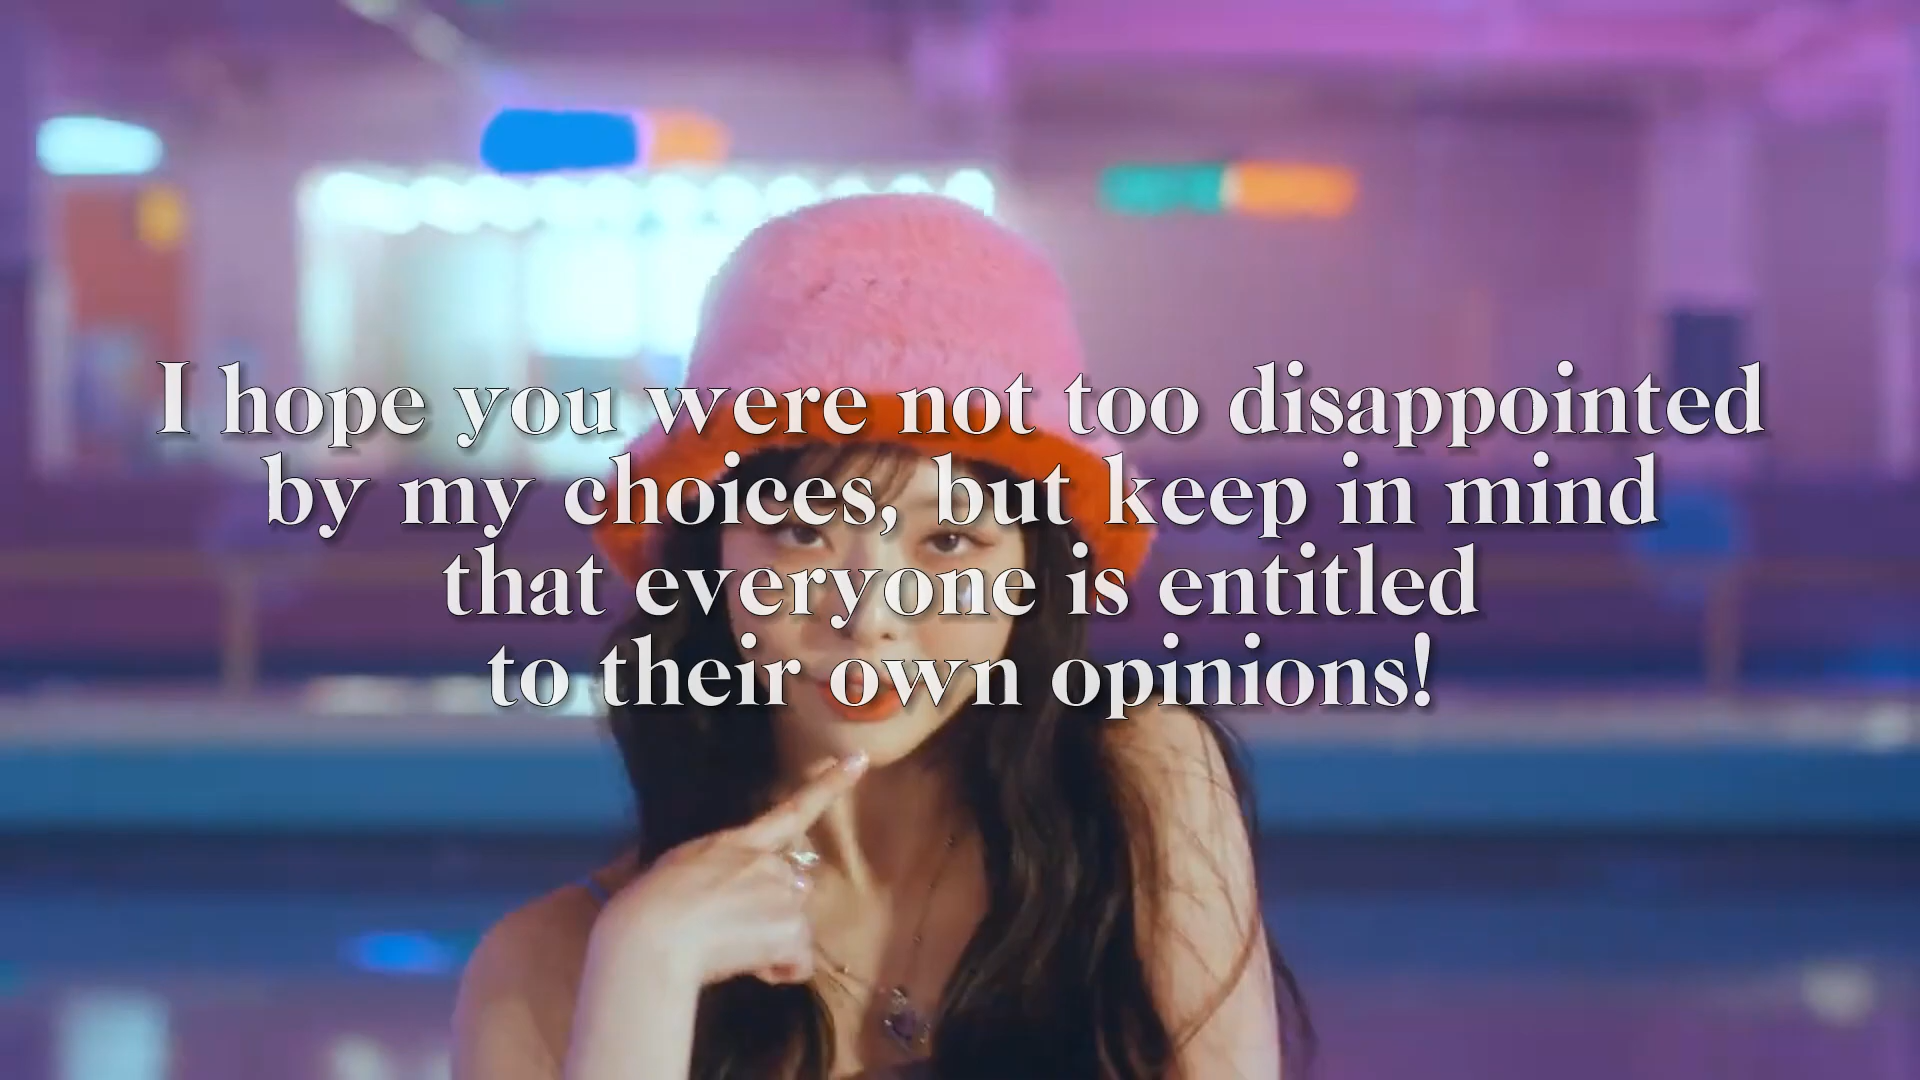 I hope you were not too disappointed
by my choices, but keep in mind
that everyone is entitled
to their own opinions!